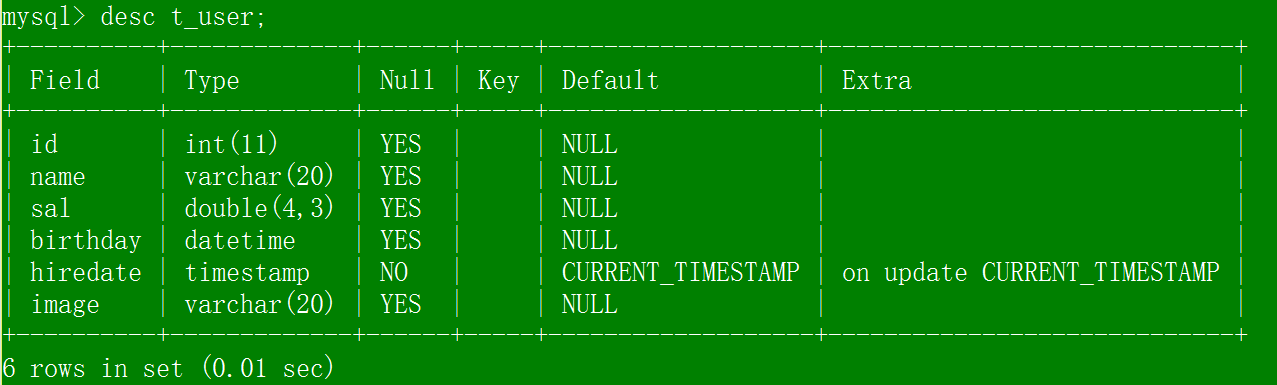 mysql> desc t_user;
+----------+-------------+------+-----+-------------------+-----------------------------+
| Field | Type | Null | Key | Default | Extra |
+----------+-------------+------+-----+-------------------+-----------------------------+
| id | int(11) | YES | | NULL | |
| name | varchar(20) | YES | | NULL | |
| sal | double(4,3) | YES | | NULL | |
| birthday | datetime | YES | | NULL | |
| hiredate | timestamp | NO | | CURRENT_TIMESTAMP | on update CURRENT_TIMESTAMP |
| image | varchar(20) | YES | | NULL | |
+----------+-------------+------+-----+-------------------+-----------------------------+
6 rows in set (0.01 sec)